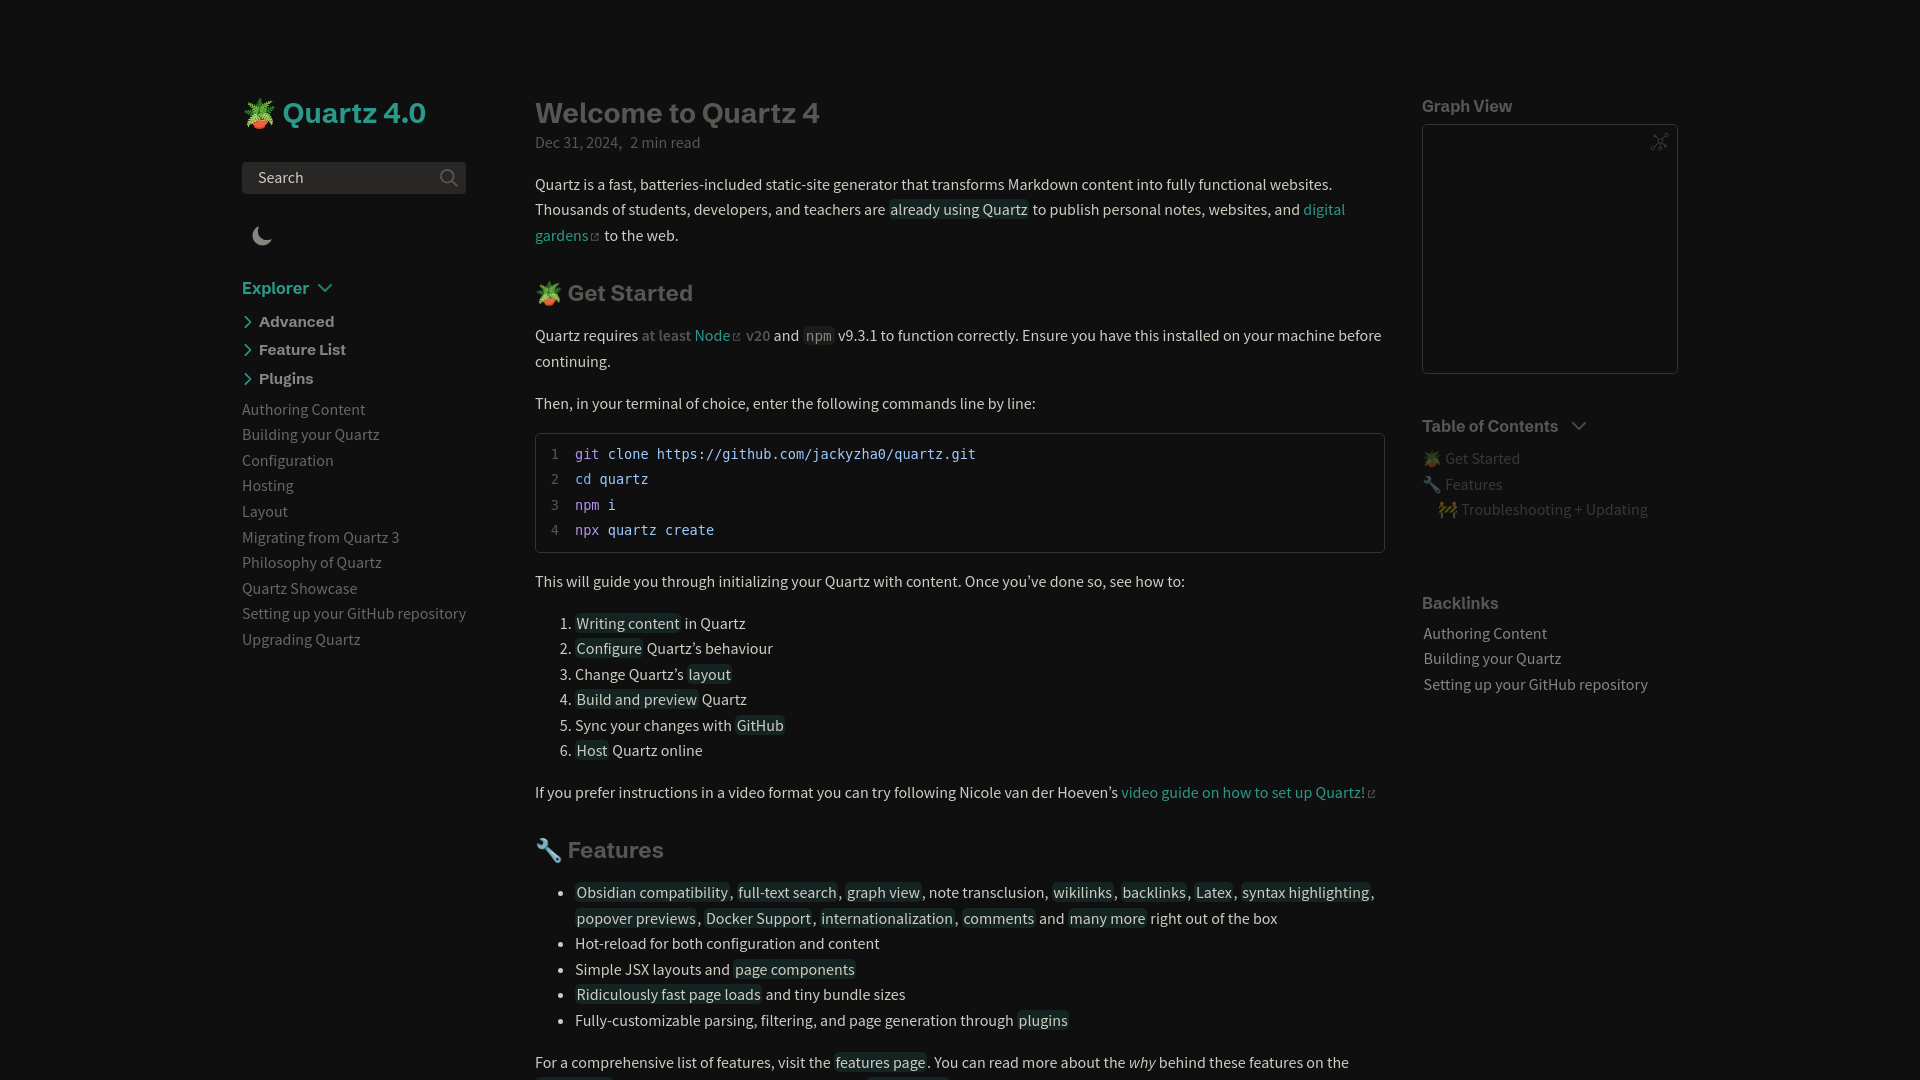 🪴 Quartz 4.0
Search
Explorer
Advanced
Feature List
Plugins
Authoring Content
Building your Quartz
Configuration
Hosting
Layout
Migrating from Quartz 3
Philosophy of Quartz
Quartz Showcase
Setting up your GitHub repository
Upgrading Quartz
Welcome to Quartz 4
Dec 31, 2024, 2 min read
Quartz is a fast, batteries-included static-site generator that transforms Markdown content into fully functional websites.
Thousands of students, developers, and teachers are already using Quartz to publish personal notes, websites, and digital
gardens to the web.
🪴 Get Started
Quartz requires at least Node v20 and npm v9.3.1 to function correctly. Ensure you have this installed on your machine before
continuing.
Then, in your terminal of choice, enter the following commands line by line:
1 git clone https://github.com/jackyzha0/quartz.git
2 cd quartz
3 npm i
4 npx quartz create
This will guide you through initializing your Quartz with content. Once you’ve done so, see how to:
1. Writing content in Quartz
2. Configure Quartz’s behaviour
3. Change Quartz’s layout
4. Build and preview Quartz
5. Sync your changes with GitHub
6. Host Quartz online
If you prefer instructions in a video format you can try following Nicole van der Hoeven’s video guide on how to set up Quartz!
🔧 Features
• Obsidian compatibility, full-text search, graph view, note transclusion, wikilinks, backlinks, Latex, syntax highlighting,
popover previews, Docker Support, internationalization, comments and many more right out of the box
• Hot-reload for both configuration and content
• Simple JSX layouts and page components
• Ridiculously fast page loads and tiny bundle sizes
• Fully-customizable parsing, filtering, and page generation through plugins
For a comprehensive list of features, visit the features page. You can read more about the why behind these features on the
Graph View
Table of Contents
🪴 Get Started
🔧 Features
🚧 Troubleshooting + Updating
Backlinks
Authoring Content
Building your Quartz
Setting up your GitHub repository